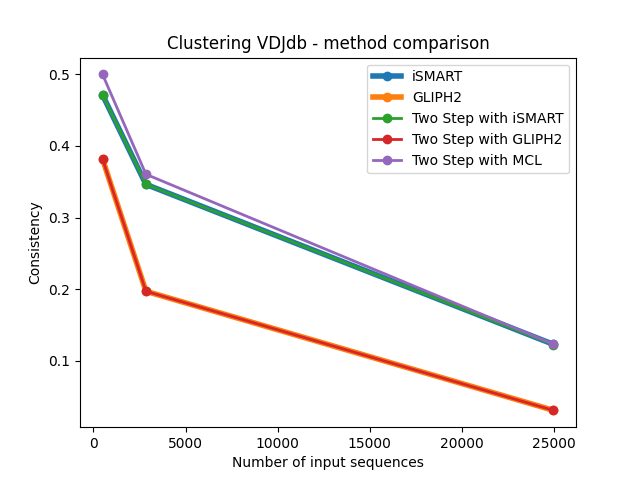 Clustering VDJdb - method comparison
iSMART
GLIPH2
Two Step with iSMART
Two Step with GLIPH2
Two Step with MCL
0.5
0.4
0.3
0.2
0.1
Consistency
0 5000 10000 15000 20000 25000
Number of input sequences